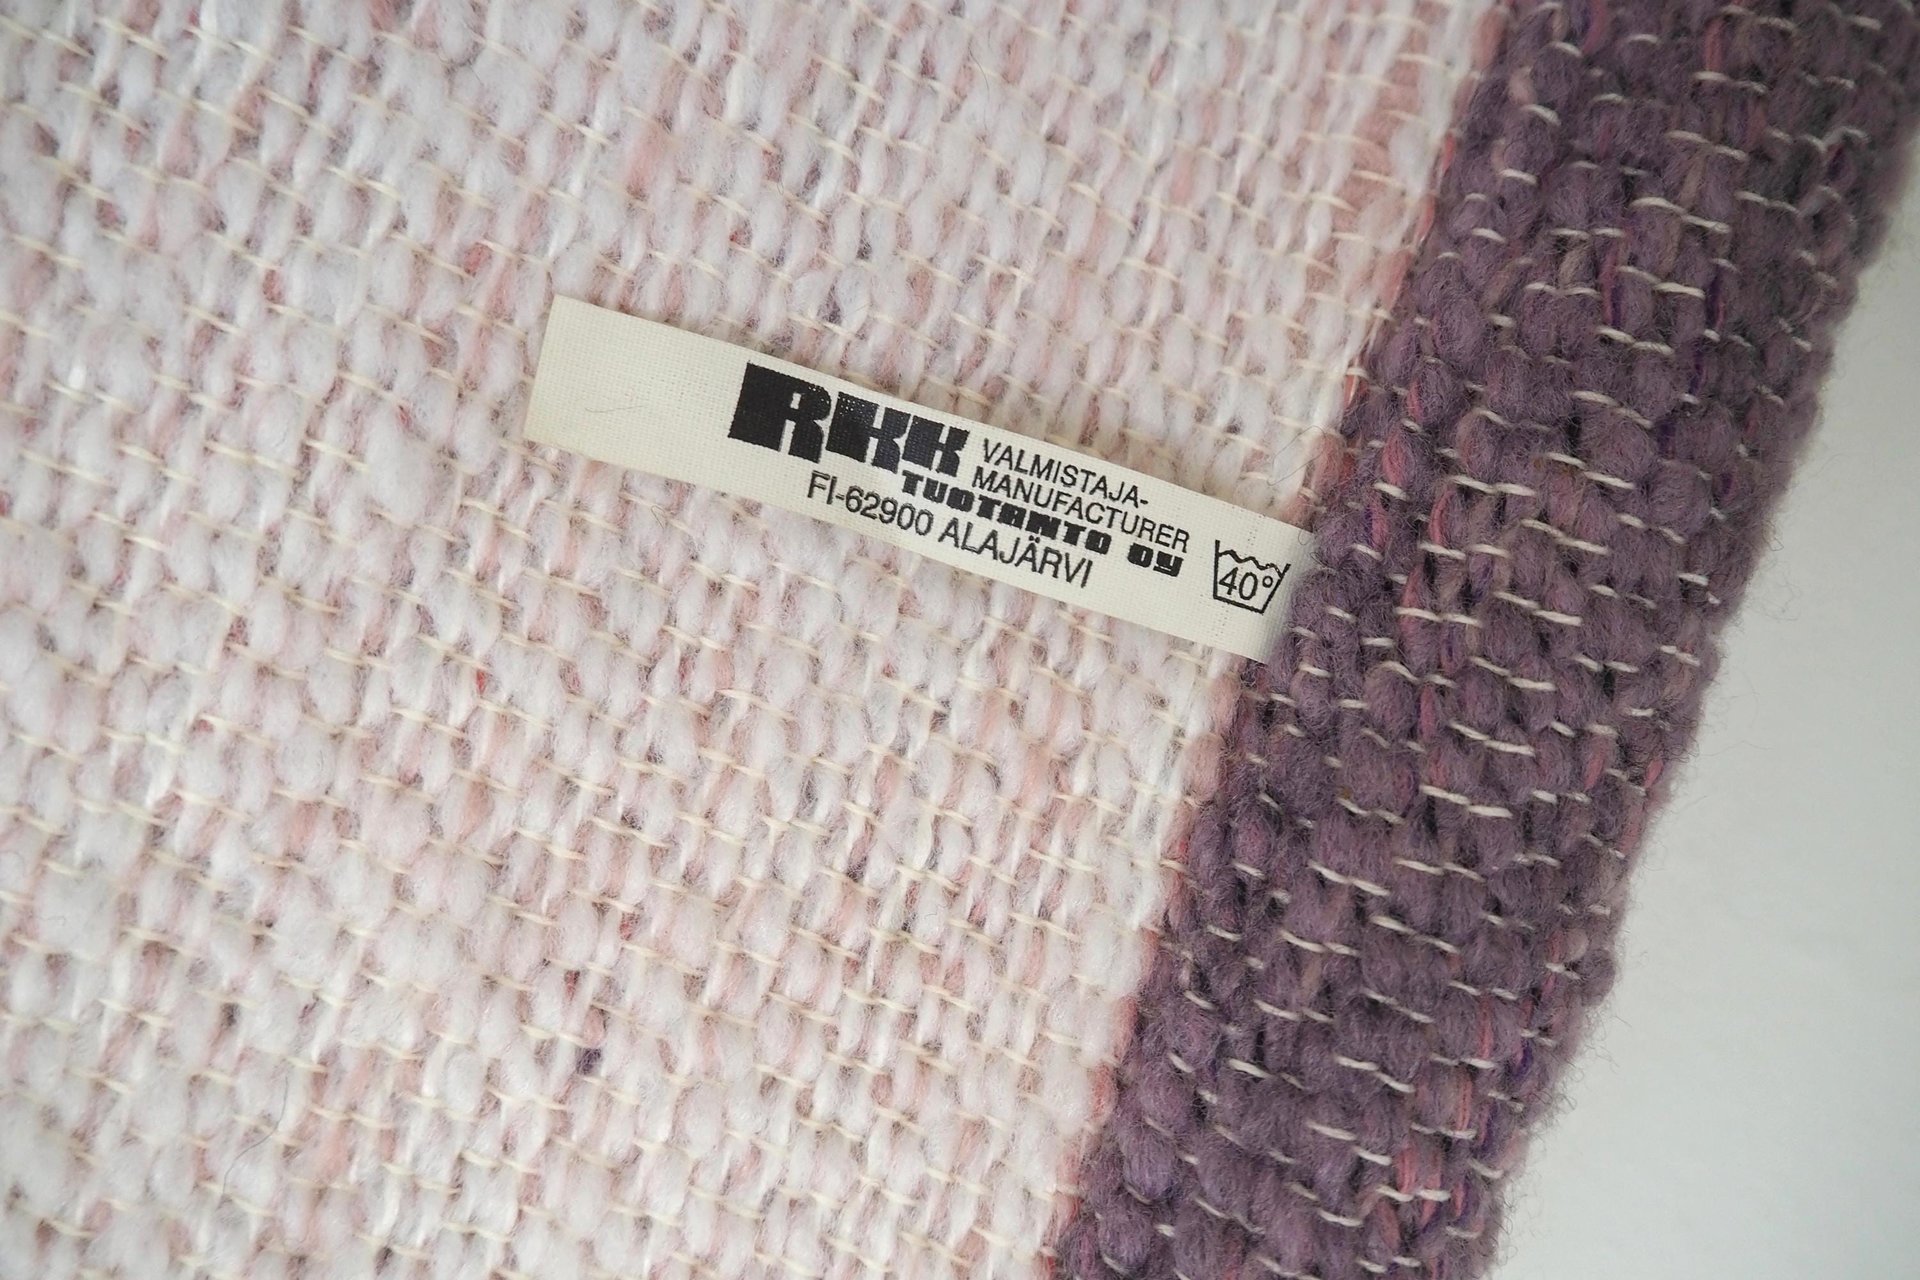 RKK VALMISTAJA-
MANUFACTURER
TUOTANTO OY
FI-62900 ALAJÄRVI
40°